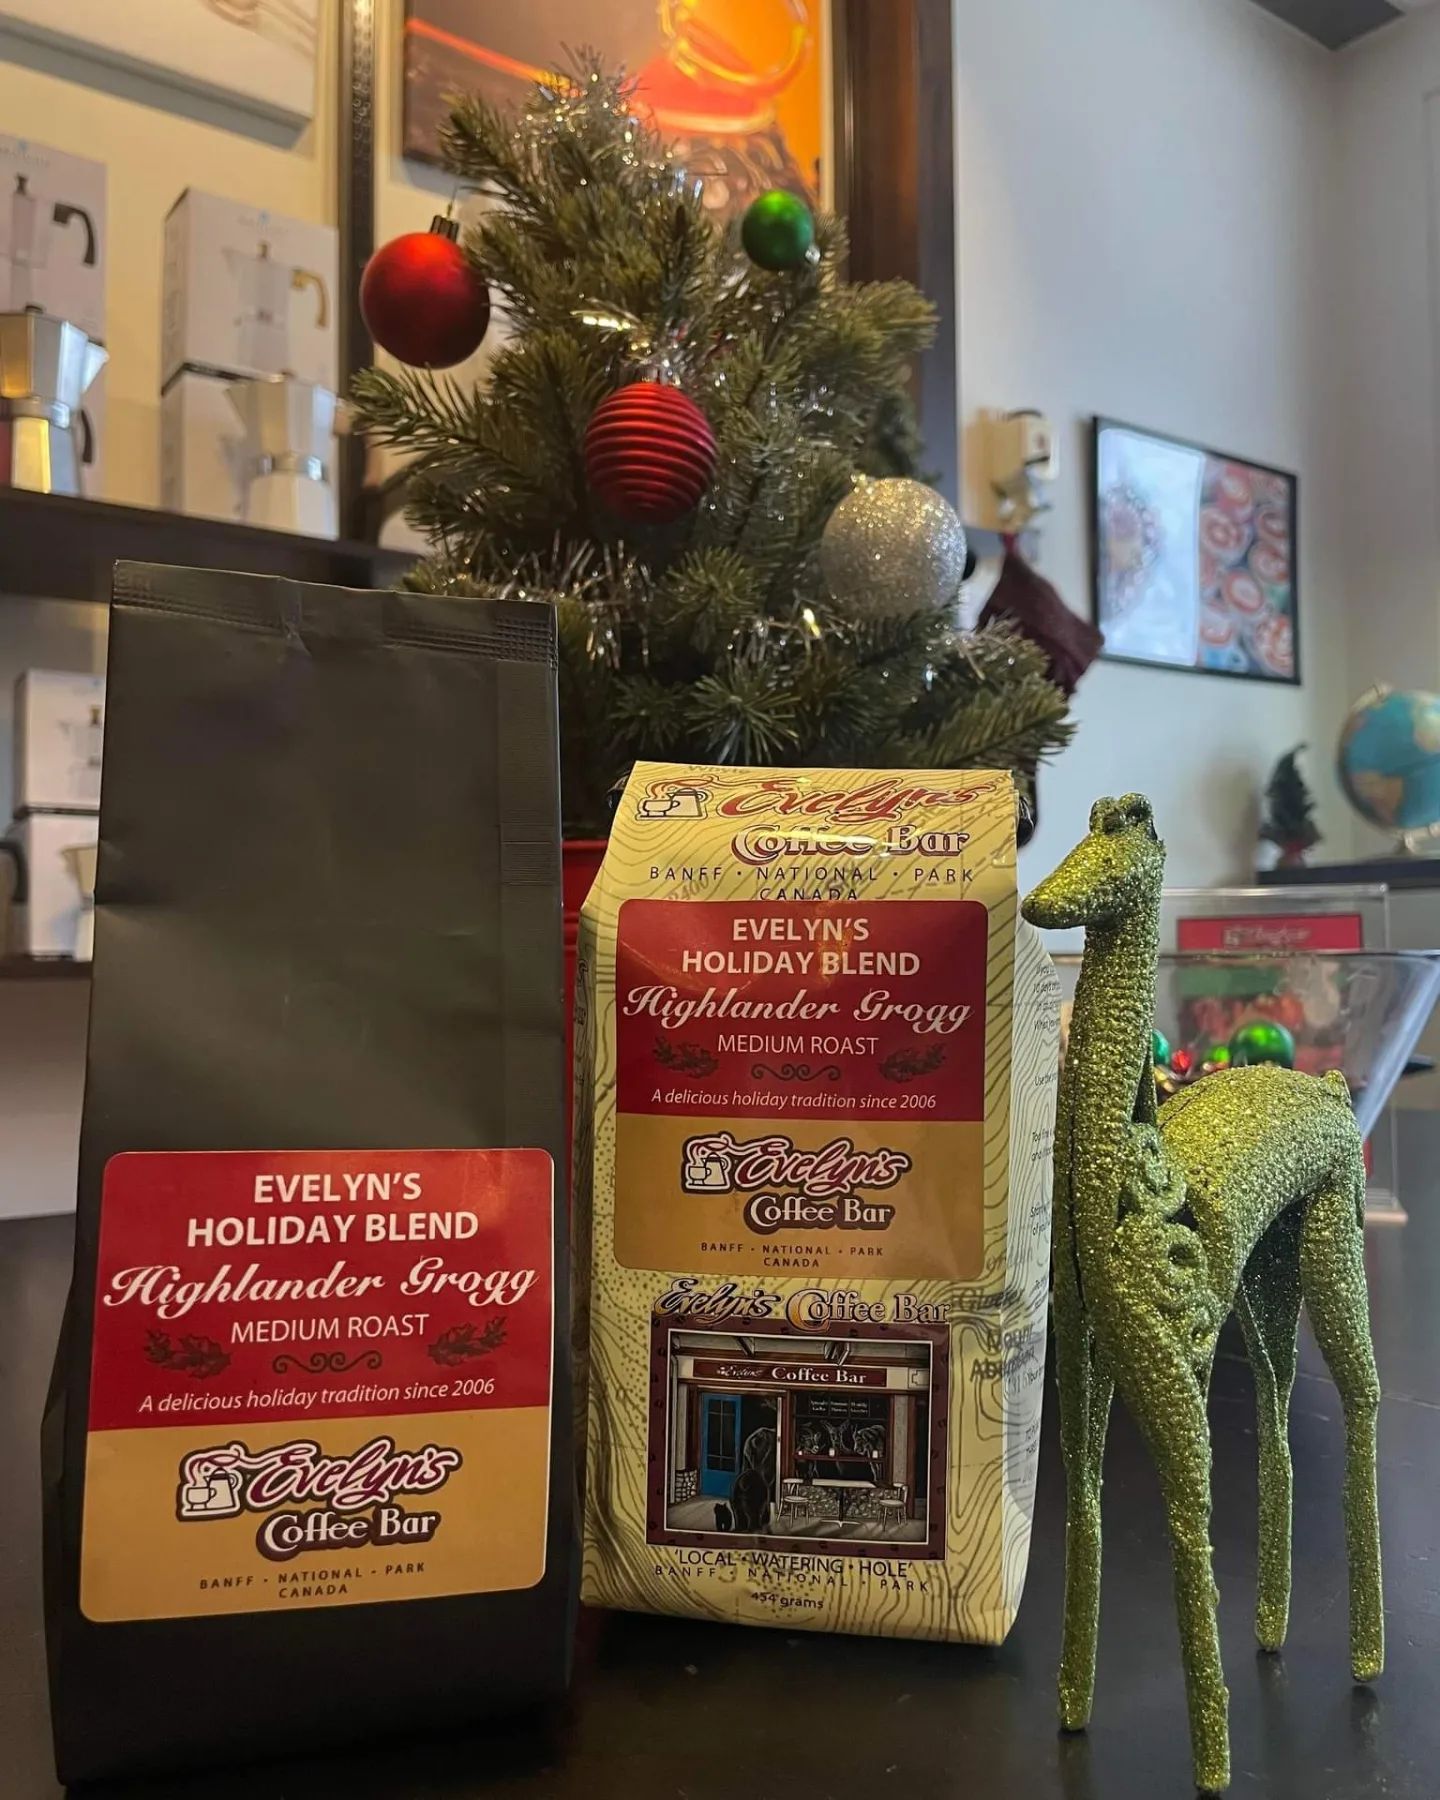 EVELYN'S
HOLIDAY BLEND
Highlander Grogg
MEDIUM ROAST
A delicious holiday tradition since 2006
Evelyn's
Coffee Bar
BANFF • NATIONAL • PARK
CANADA
Evelyn's
Coffee Bar
BANFF • NATIONAL • PARK
CANADA
EVELYN'S
HOLIDAY BLEND
Highlander Grogg
MEDIUM ROAST
A delicious holiday tradition since 2006
Evelyn's
Coffee Bar
BANFF • NATIONAL • PARK
CANADA
Evelyn's Coffee Bar
Evelyn's Coffee Bar
'LOCAL • WATERING • HOLE'
BANFF • NATIONAL • PARK
454 grams